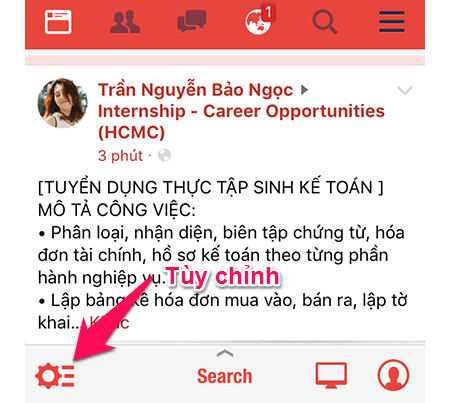 1
Trần Nguyễn Bảo Ngọc
Internship - Career Opportunities
(HCMC)
3 phút ·
[TUYỂN DỤNG THỰC TẬP SINH KẾ TOÁN ]
MÔ TẢ CÔNG VIỆC:
• Phân loại, nhận diện, biên tập chứng từ, hóa
đơn tài chính, hồ sơ kế toán theo từng phần
hành nghiệp vụ.
Tùy chỉnh
• Lập bảng kê hóa đơn mua vào, bán ra, lập tờ
khai... Khác
Search